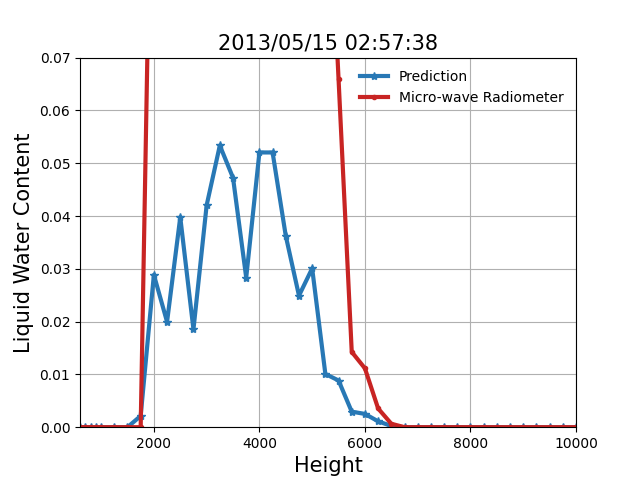 2013/05/15 02:57:38
Prediction
Micro-wave Radiometer
Liquid Water Content
0.07
0.06
0.05
0.04
0.03
0.02
0.01
0.00
2000 4000 6000 8000 10000
Height